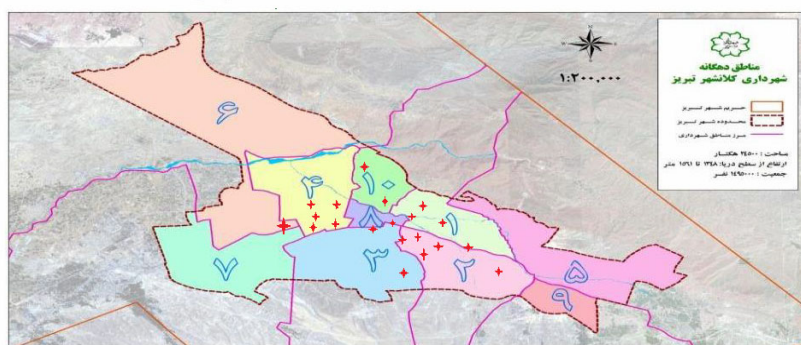 مناطق دهگانه
شهرداری کلانشهر تبریز
حریم شهر تبریز
محدوده شهر تبریز
مرز مناطق شهرداری
مساحت : ۲۴۵۰۰ هکتار
ارتفاع از سطح دریا: ۱۳۴۸ تا ۱۵۶۱ متر
جمعیت : ۱۴۹۵۰۰۰ نفر
۱:۲۰۰,۰۰۰
۶
۴
۱۰
۸
۱
۷
۳
۲
۵
۹